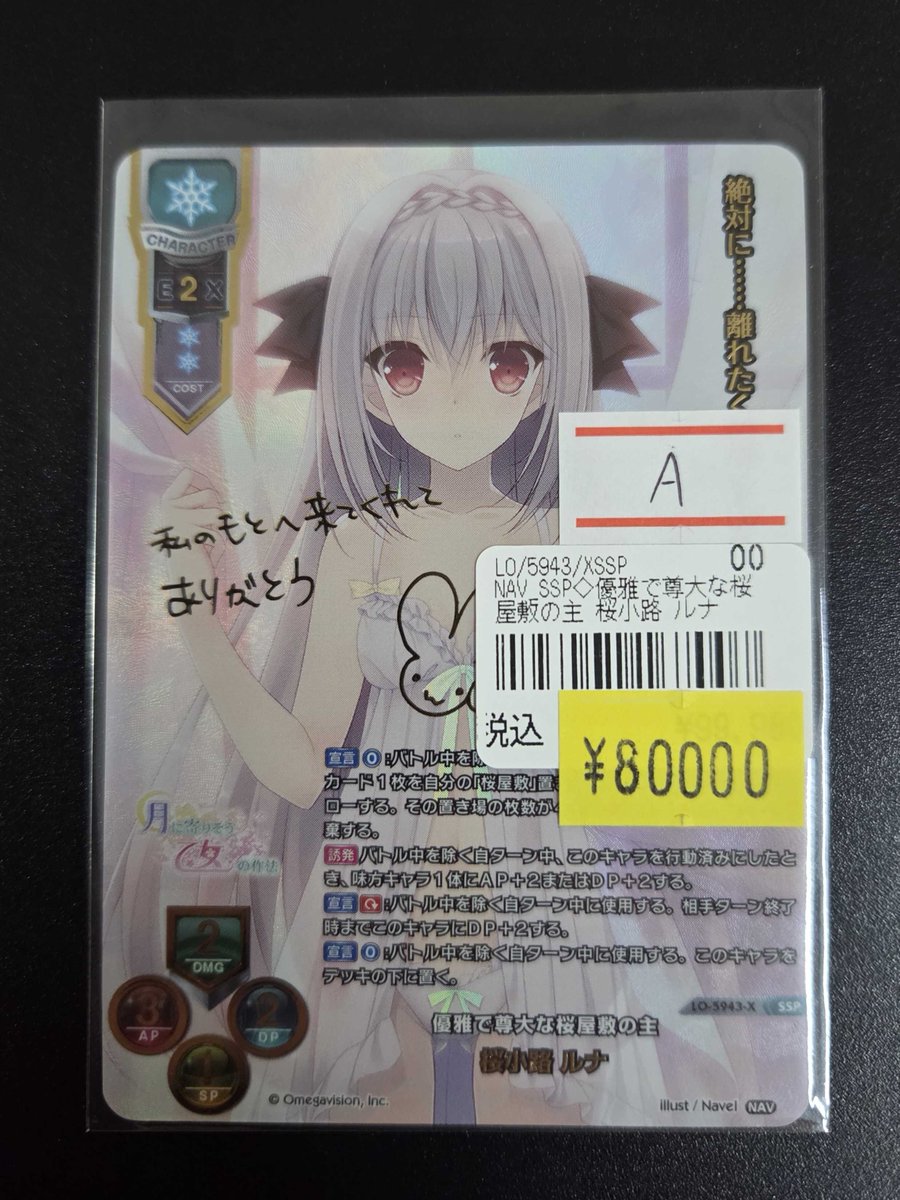 CHARACTER
E 2 X
COST
絶対に……離れたく
A
私のもとへ来てくれて
ありがとう
LO/5943/XSSP 00
NAV_SSP◇優雅で尊大な桜
屋敷の主 桜小路 ルナ
税込
¥80000
宣言 0:バトル中を除
カード1枚を自分の「桜屋敷」置き
ローする。その置き場の枚数が
棄する。
誘発 バトル中を除く自ターン中、このキャラを行動済みにしたと
き、味方キャラ1体にAP+2またはDP+2する。
宣言 :バトル中を除く自ターン中に使用する。相手ターン終了
時までこのキャラにDP+2する。
宣言 0:バトル中を除く自ターン中に使用する。このキャラを
デッキの下に置く。
月に寄りそう
乙女の作法
2
DMG
3
AP
2
DP
1
SP
LO-5943-X SSP
優雅で尊大な桜屋敷の主
桜小路 ルナ
© Omegavision, Inc.
illust / Navel NAV